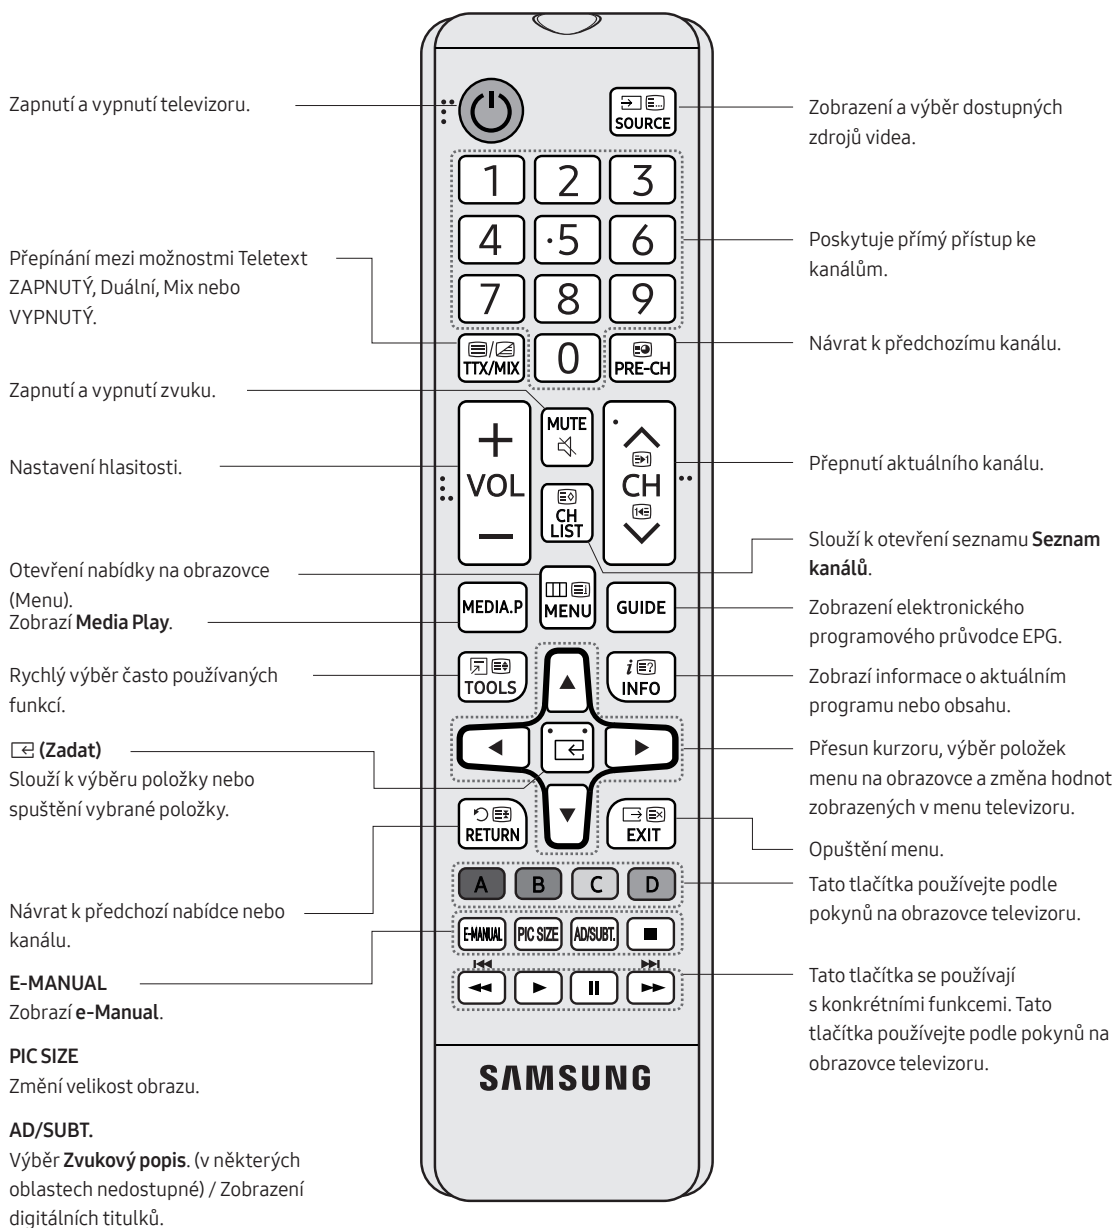 Zapnutí a vypnutí televizoru.
Přepínání mezi možnostmi Teletext
ZAPNUTÝ, Duální, Mix nebo
VYPNUTÝ.
Zapnutí a vypnutí zvuku.
Nastavení hlasitosti.
Otevření nabídky na obrazovce
(Menu).
Zobrazí Media Play.
Rychlý výběr často používaných
funkcí.
(Zadat)
Slouží k výběru položky nebo
spuštění vybrané položky.
Návrat k předchozí nabídce nebo
kanálu.
E-MANUAL
Zobrazí e-Manual.
PIC SIZE
Změní velikost obrazu.
AD/SUBT.
Výběr Zvukový popis. (v některých
oblastech nedostupné) / Zobrazení
digitálních titulků.
SOURCE
1 2 3
4 ·5 6
7 8 9
TTX/MIX 0 PRE-CH
MUTE
VOL
CH
CH
LIST
MEDIA.P MENU GUIDE
TOOLS INFO
RETURN EXIT
A B C D
E-MANUAL PIC SIZE AD/SUBT.
SAMSUNG
Zobrazení a výběr dostupných
zdrojů videa.
Poskytuje přímý přístup ke
kanálům.
Návrat k předchozímu kanálu.
Přepnutí aktuálního kanálu.
Slouží k otevření seznamu Seznam
kanálů.
Zobrazení elektronického
programového průvodce EPG.
Zobrazí informace o aktuálním
programu nebo obsahu.
Přesun kurzoru, výběr položek
menu na obrazovce a změna hodnot
zobrazených v menu televizoru.
Opuštění menu.
Tato tlačítka používejte podle
pokynů na obrazovce televizoru.
Tato tlačítka se používají
s konkrétními funkcemi. Tato
tlačítka používejte podle pokynů na
obrazovce televizoru.